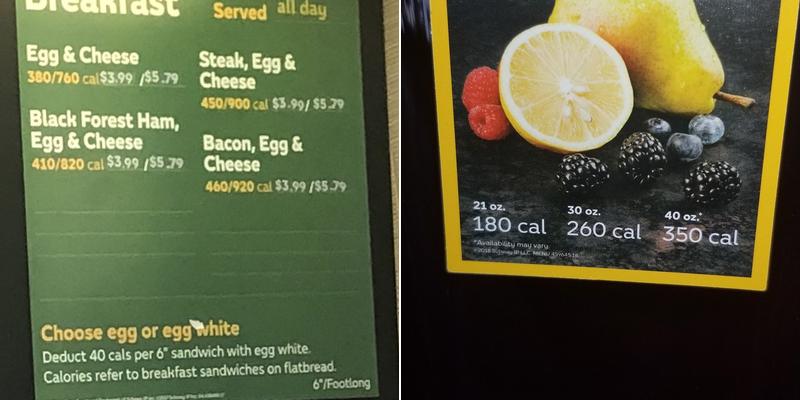 Breakfast
Served all day
Egg & Cheese
380/760 cal $3.99 /$5.79
Black Forest Ham,
Egg & Cheese
410/820 cal $3.99 /$5.79
Steak, Egg &
Cheese
450/900 cal $3.99/ $5.79
Bacon, Egg &
Cheese
460/920 cal $3.99 /$5.79
Choose egg or egg white
Deduct 40 cals per 6" sandwich with egg white.
Calories refer to breakfast sandwiches on flatbread.
6"/Footlong
21 oz.
180 cal
30 oz.
260 cal
40 oz.*
350 cal
*Availability may vary.